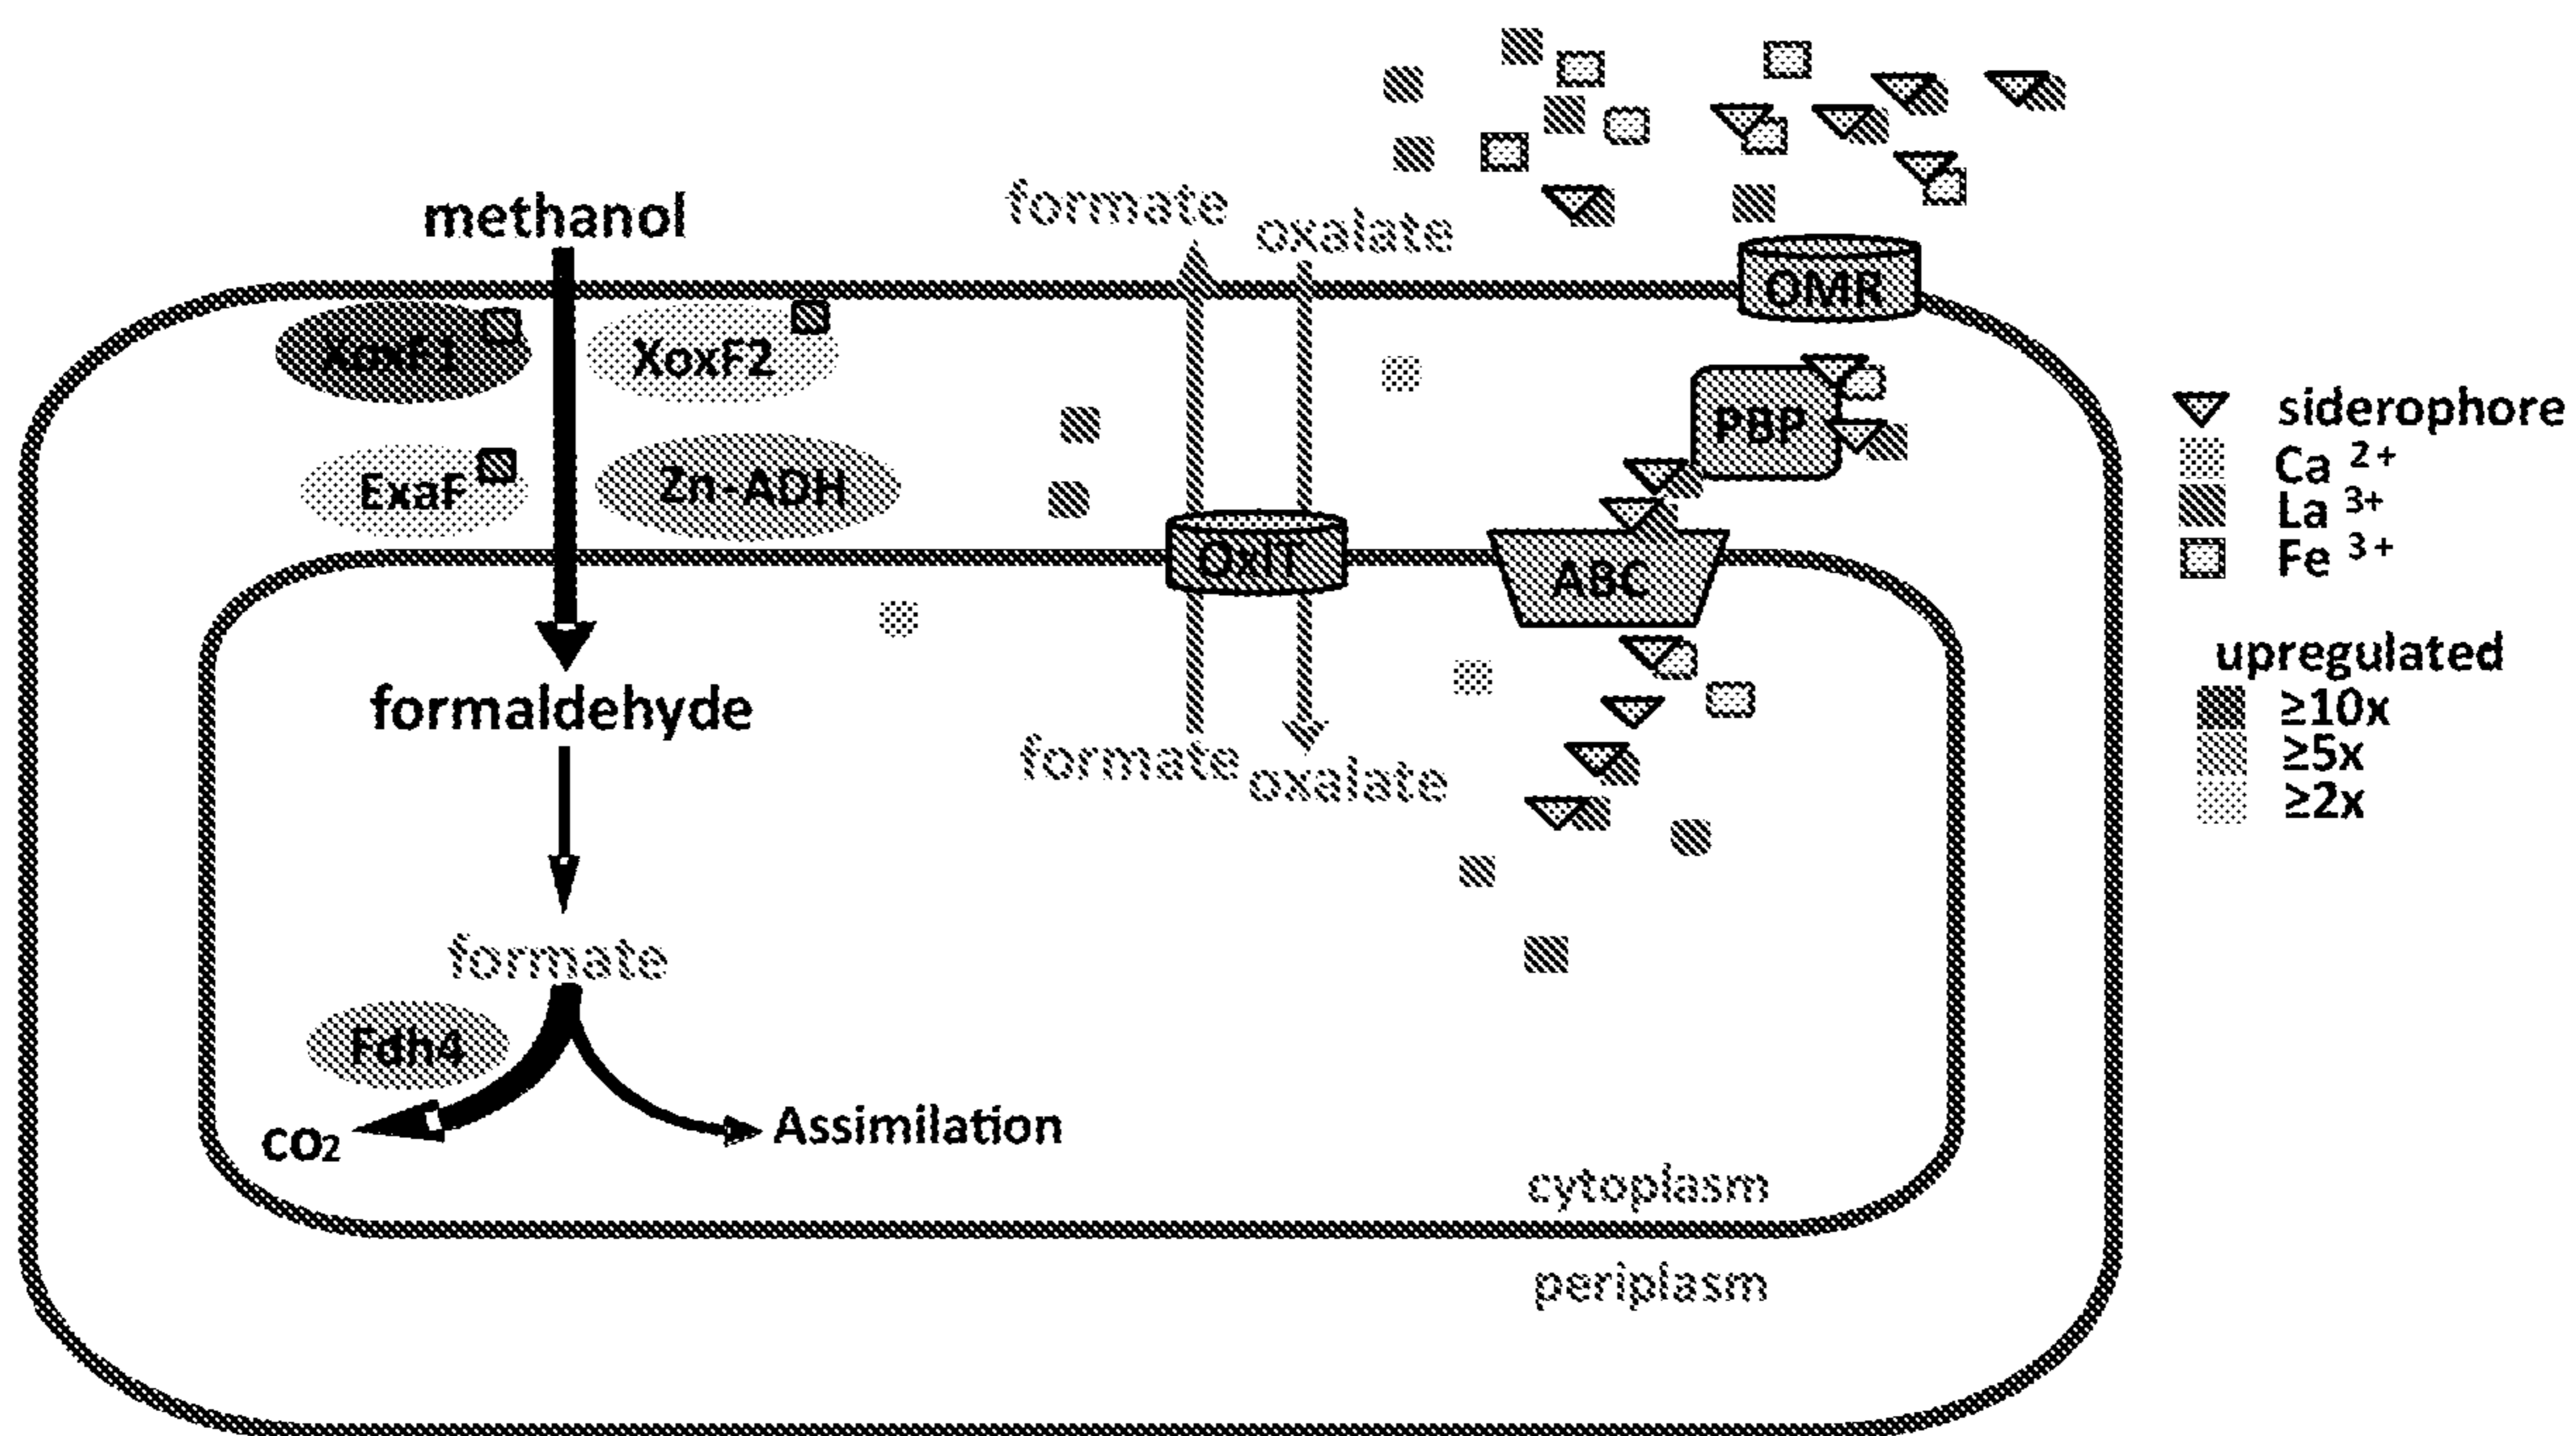 methanol
formate
oxalate
OMR
XoxF1
XoxF2
PBP
ExaF
Zn-ADH
OxlT
ABC
formaldehyde
formate
oxalate
formate
Fdh4
CO2
Assimilation
cytoplasm
periplasm
siderophore
Ca 2+
La 3+
Fe 3+
upregulated
≥10x
≥5x
≥2x